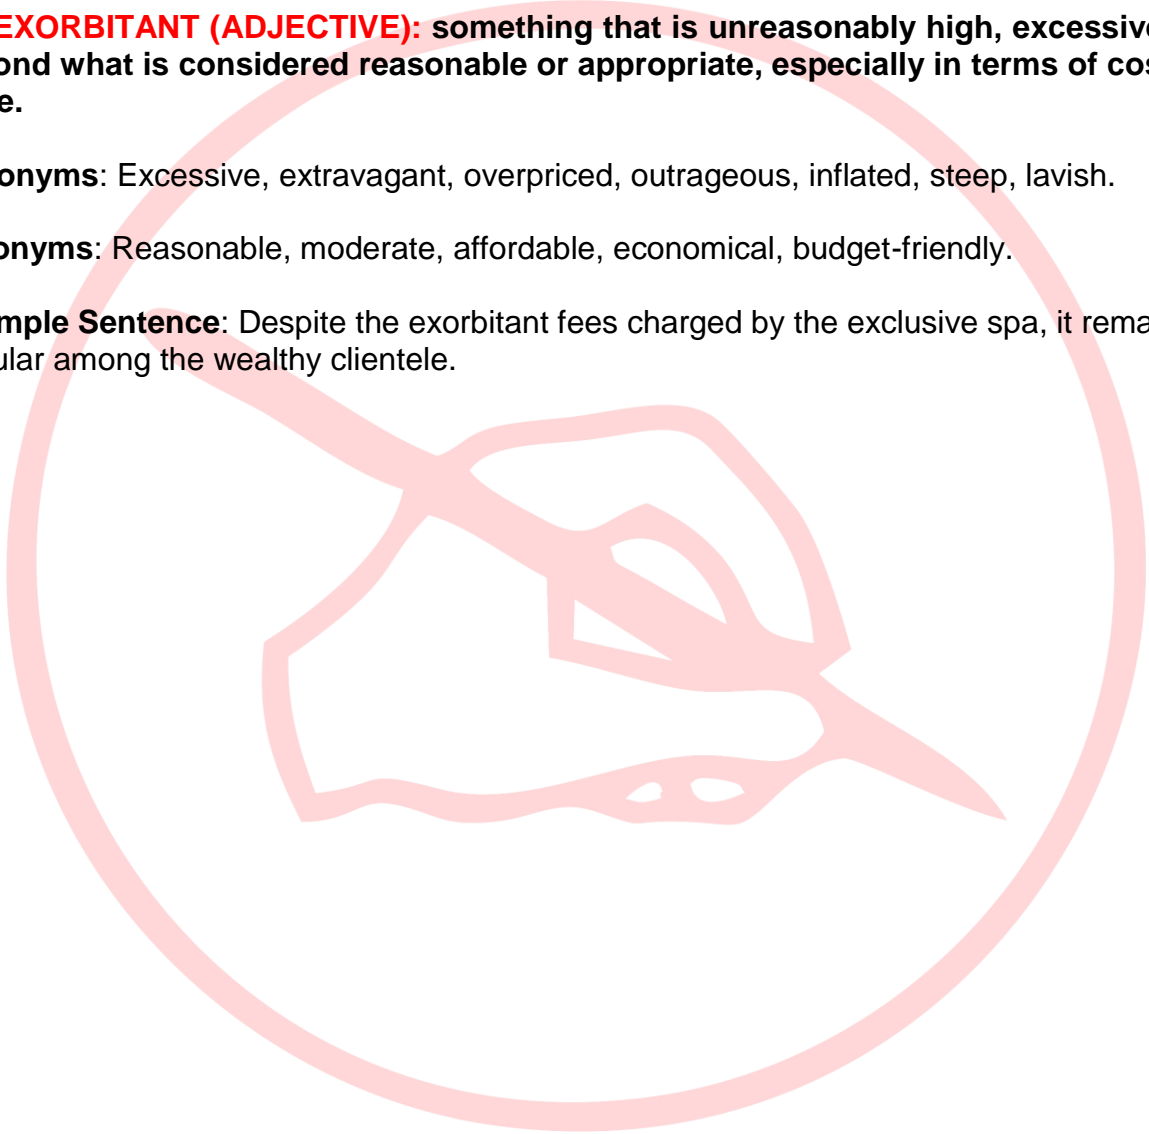 EXORBITANT (ADJECTIVE): something that is unreasonably high, excessive
ond what is considered reasonable or appropriate, especially in terms of cos
e.
onyms: Excessive, extravagant, overpriced, outrageous, inflated, steep, lavish.
onyms: Reasonable, moderate, affordable, economical, budget-friendly.
mple Sentence: Despite the exorbitant fees charged by the exclusive spa, it rema
ular among the wealthy clientele.